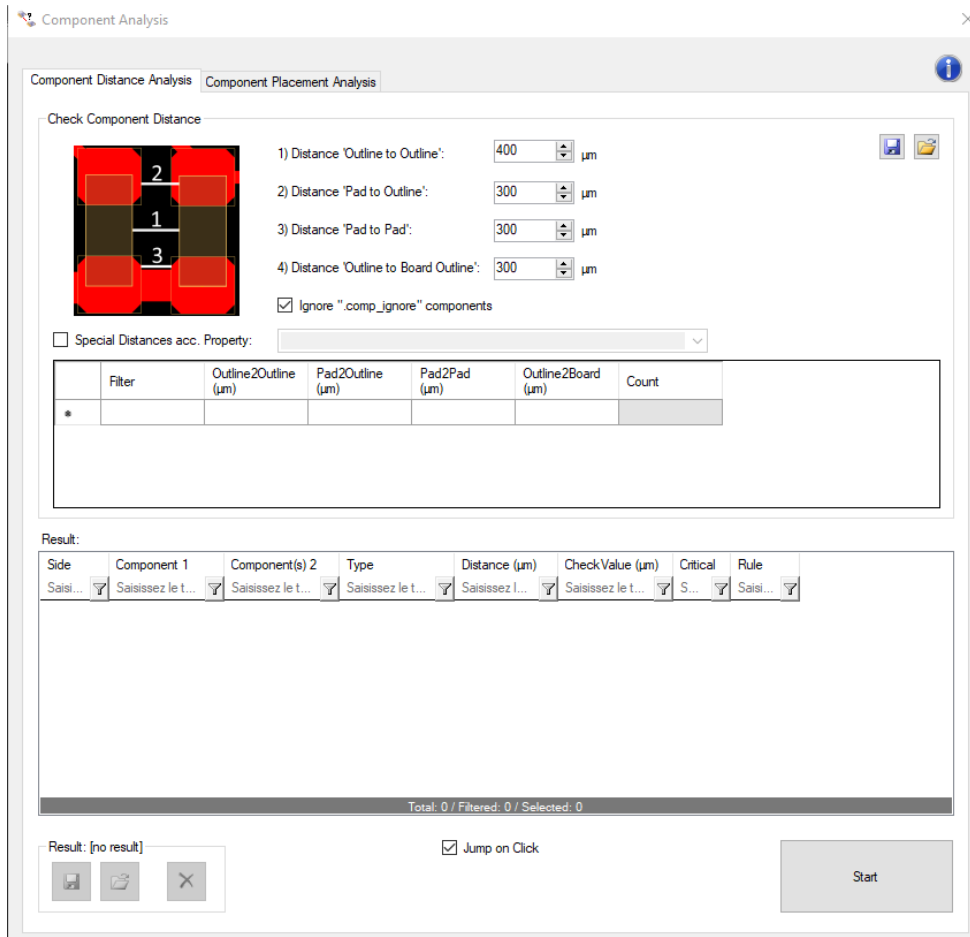 Component Analysis
Component Distance Analysis Component Placement Analysis
Check Component Distance
2
1
3
1) Distance 'Outline to Outline': 400 µm
2) Distance 'Pad to Outline': 300 µm
3) Distance 'Pad to Pad': 300 µm
4) Distance 'Outline to Board Outline': 300 µm
Ignore ".comp_ignore" components
Special Distances acc. Property:
Filter Outline2Outline (µm) Pad2Outline (µm) Pad2Pad (µm) Outline2Board (µm) Count
*
Result:
Side Component 1 Component(s) 2 Type Distance (µm) CheckValue (µm) Critical Rule
Saisi... Saisissez le t... Saisissez le t... Saisissez le t... Saisissez l... Saisissez le t... S... Saisi...
Total: 0 / Filtered: 0 / Selected: 0
Result: [no result]
Jump on Click
Start